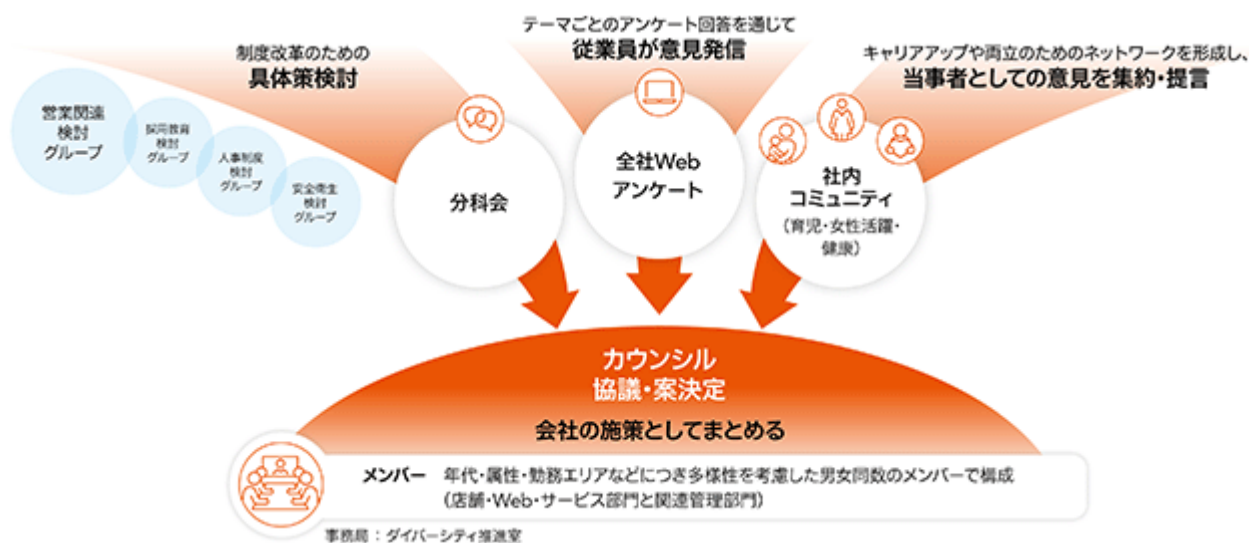 テーマごとのアンケート回答を通じて
従業員が意見発信
制度改革のための
具体策検討
キャリアアップや両立のためのネットワークを形成し、
当事者としての意見を集約・提言
営業関連
検討
グループ
採用教育
検討
グループ
人事制度
検討
グループ
安全衛生
検討
グループ
分科会
全社Web
アンケート
社内
コミュニティ
（育児・女性活躍・
健康）
カウンシル
協議・案決定
会社の施策としてまとめる
メンバー 年代・属性・勤務エリアなどにつき多様性を考慮した男女同数のメンバーで構成
（店舗・Web・サービス部門と関連管理部門）
事務局：ダイバーシティ推進室